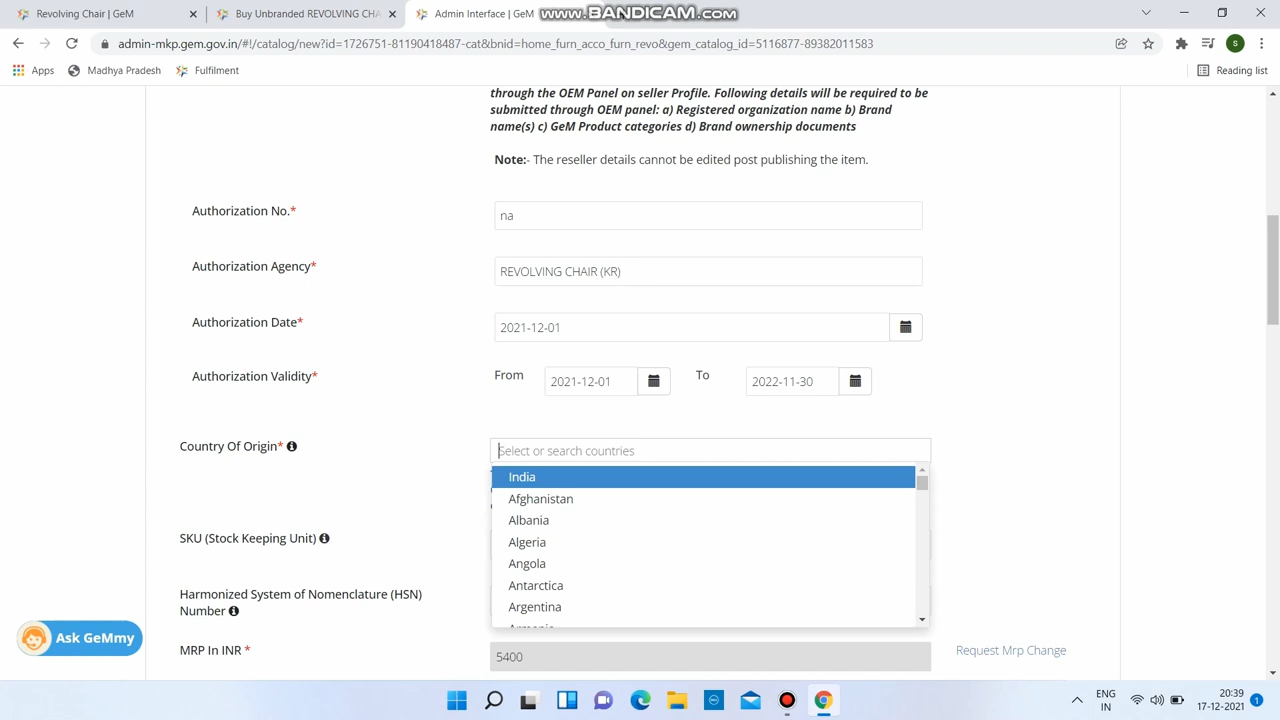 Revolving Chair | GeM
Buy Unbranded REVOLVING CHA
Admin Interface | GeM
www.BANDICAM.com
admin-mkp.gem.gov.in/#!/catalog/new?id=1726751-81190418487-cat&bnid=home_furn_acco_furn_revo&gem_catalog_id=5116877-89382011583
S
Apps
Madhya Pradesh
Fulfilment
Reading list
through the OEM Panel on seller Profile. Following details will be required to be
submitted through OEM panel: a) Registered organization name b) Brand
name(s) c) GeM Product categories d) Brand ownership documents
Note:- The reseller details cannot be edited post publishing the item.
Authorization No.*
na
Authorization Agency*
REVOLVING CHAIR (KR)
Authorization Date*
2021-12-01
Authorization Validity*
From
2021-12-01
To
2022-11-30
Country Of Origin*
Select or search countries
India
Afghanistan
Albania
Algeria
Angola
Antarctica
Argentina
SKU (Stock Keeping Unit)
Harmonized System of Nomenclature (HSN)
Number
Ask GeMmy
MRP In INR *
5400
Request Mrp Change
ENG
IN
20:39
17-12-2021
1